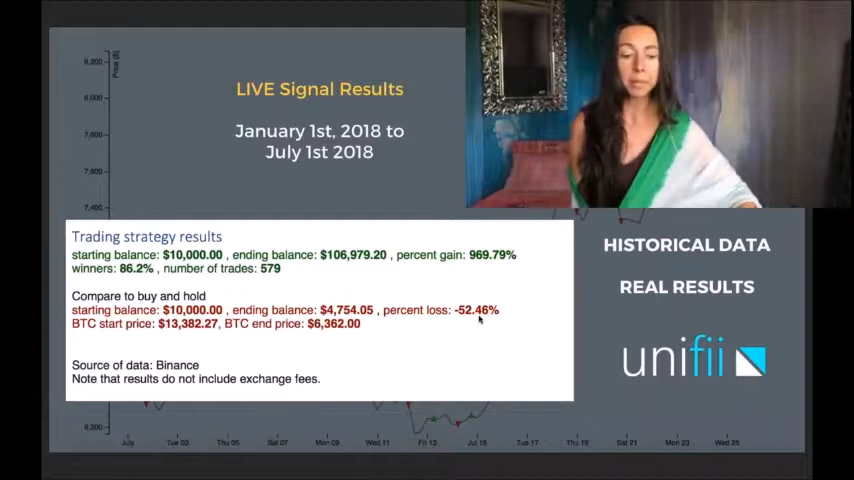 8,200
Price ($)
8,000
7,800
7,600
7,400
LIVE Signal Results
January 1st, 2018 to
July 1st 2018
Trading strategy results
starting balance: $10,000.00 , ending balance: $106,979.20 , percent gain: 969.79%
winners: 86.2% , number of trades: 579
Compare to buy and hold
starting balance: $10,000.00 , ending balance: $4,754.05 , percent loss: -52.46%
BTC start price: $13,382.27, BTC end price: $6,362.00
Source of data: Binance
Note that results do not include exchange fees.
HISTORICAL DATA
REAL RESULTS
unifii
6,200
July Tue 03 Thu 05 Sat 07 Mon 09 Wed 11 Fri 13 Jul 15 Tue 17 Thu 19 Sat 21 Mon 23 Wed 25